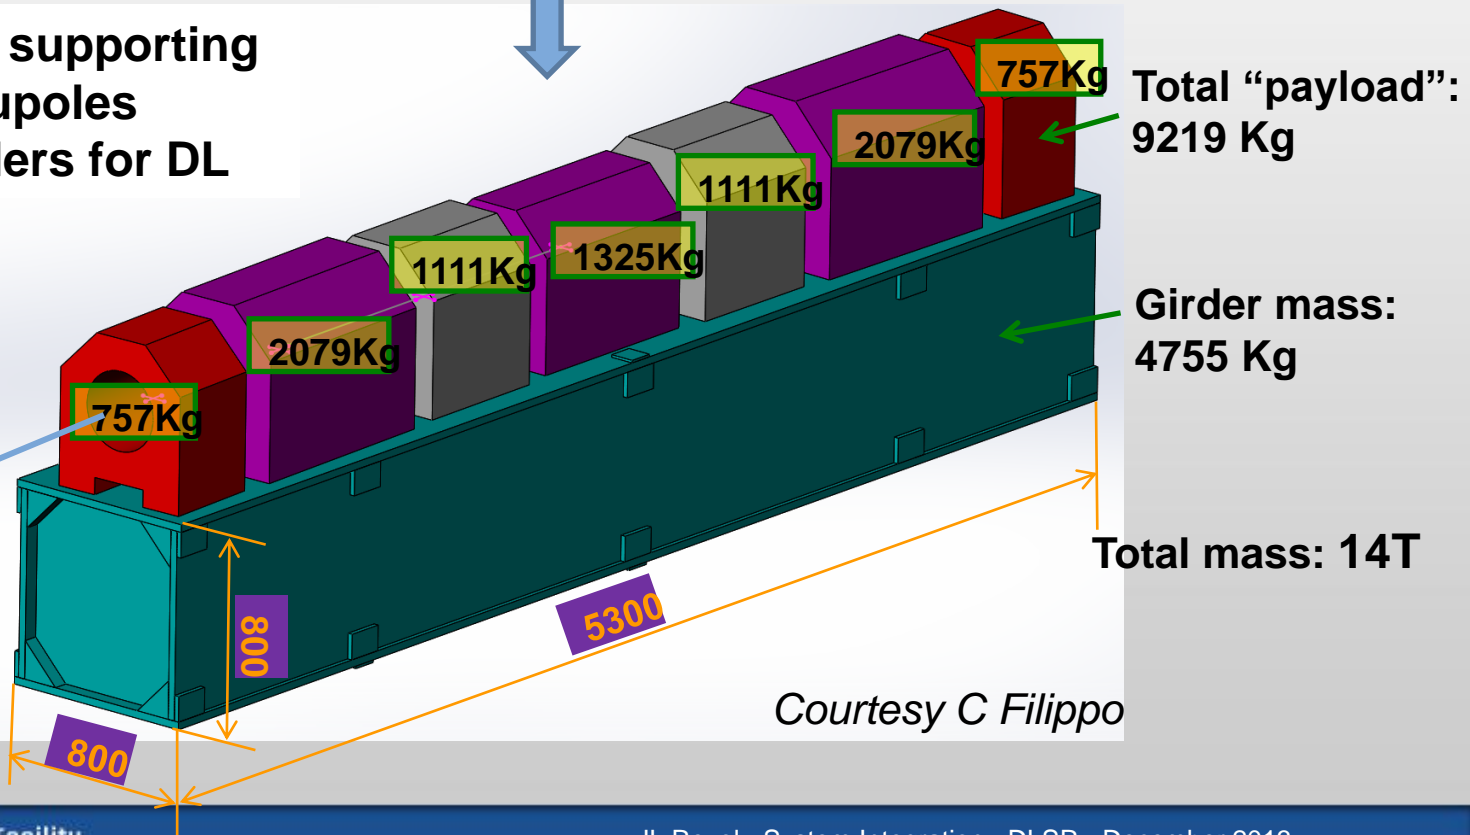 supporting
upoles
ders for DL
757Kg
2079Kg
1111Kg
1325Kg
1111Kg
2079Kg
757Kg
Total “payload”:
9219 Kg
Girder mass:
4755 Kg
Total mass: 14T
800
5300
800
Courtesy C Filippo